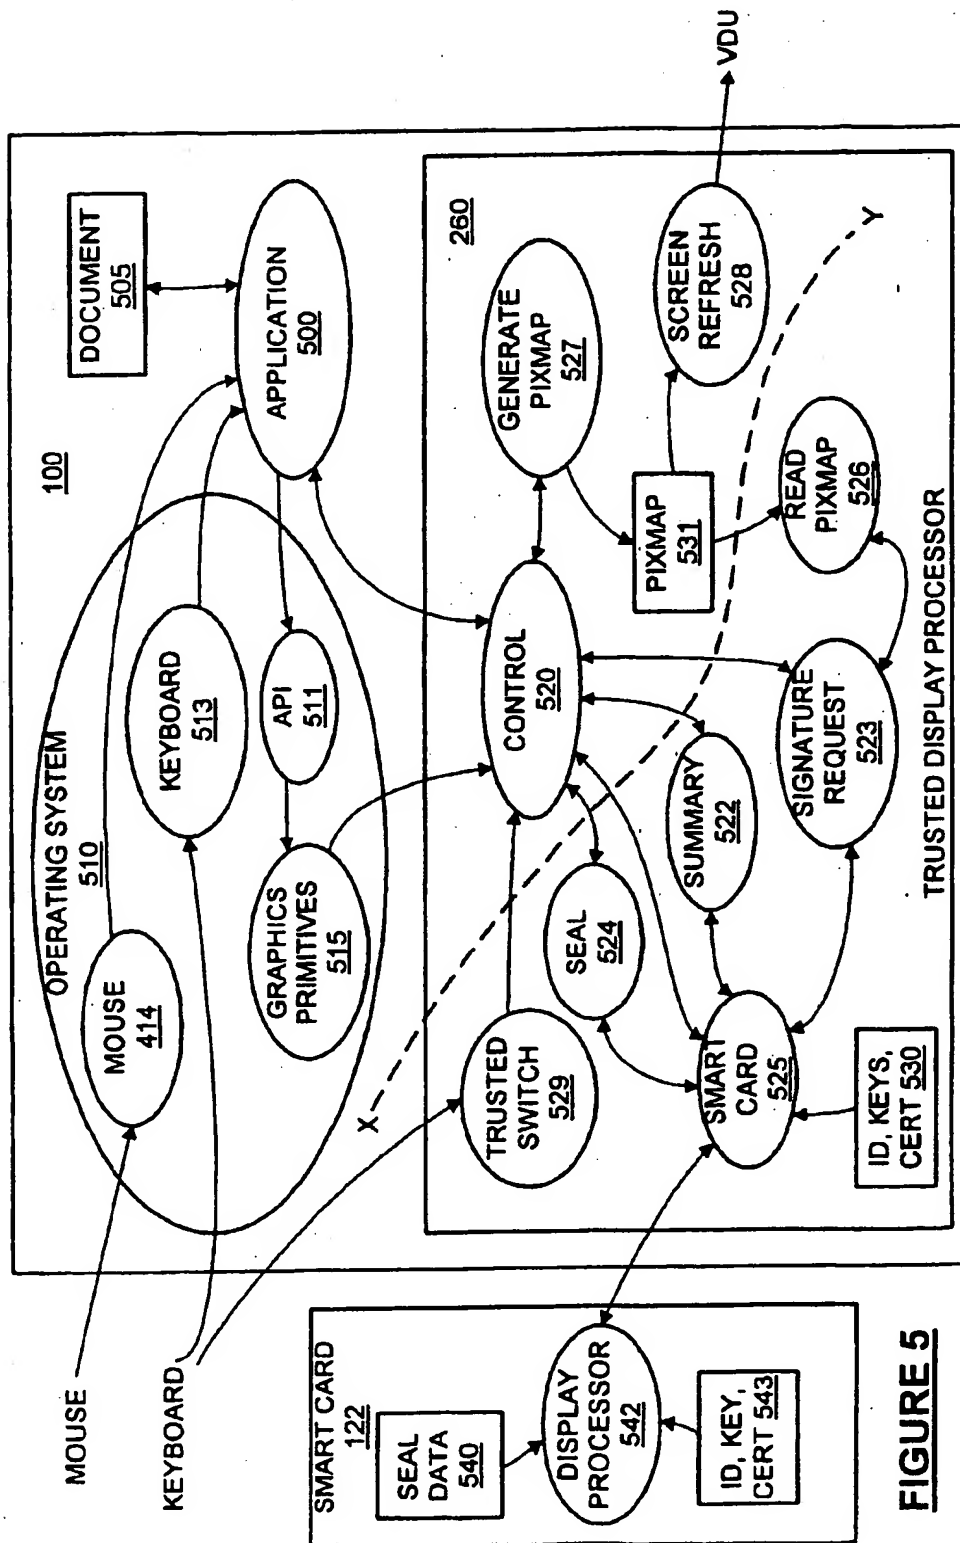 MOUSE
KEYBOARD
100
OPERATING SYSTEM
510
MOUSE
414
KEYBOARD
513
API
511
GRAPHICS
PRIMITIVES
515
DOCUMENT
505
APPLICATION
500
X
260
TRUSTED
SWITCH
529
CONTROL
520
GENERATE
PIXMAP
527
SEAL
524
PIXMAP
531
SCREEN
REFRESH
528
VDU
SUMMARY
522
SMART
CARD
525
SIGNATURE
REQUEST
523
READ
PIXMAP
526
Y
ID, KEYS,
CERT 530
TRUSTED DISPLAY PROCESSOR
SMART CARD
122
SEAL
DATA
540
DISPLAY
PROCESSOR
542
ID, KEY,
CERT 543
FIGURE 5